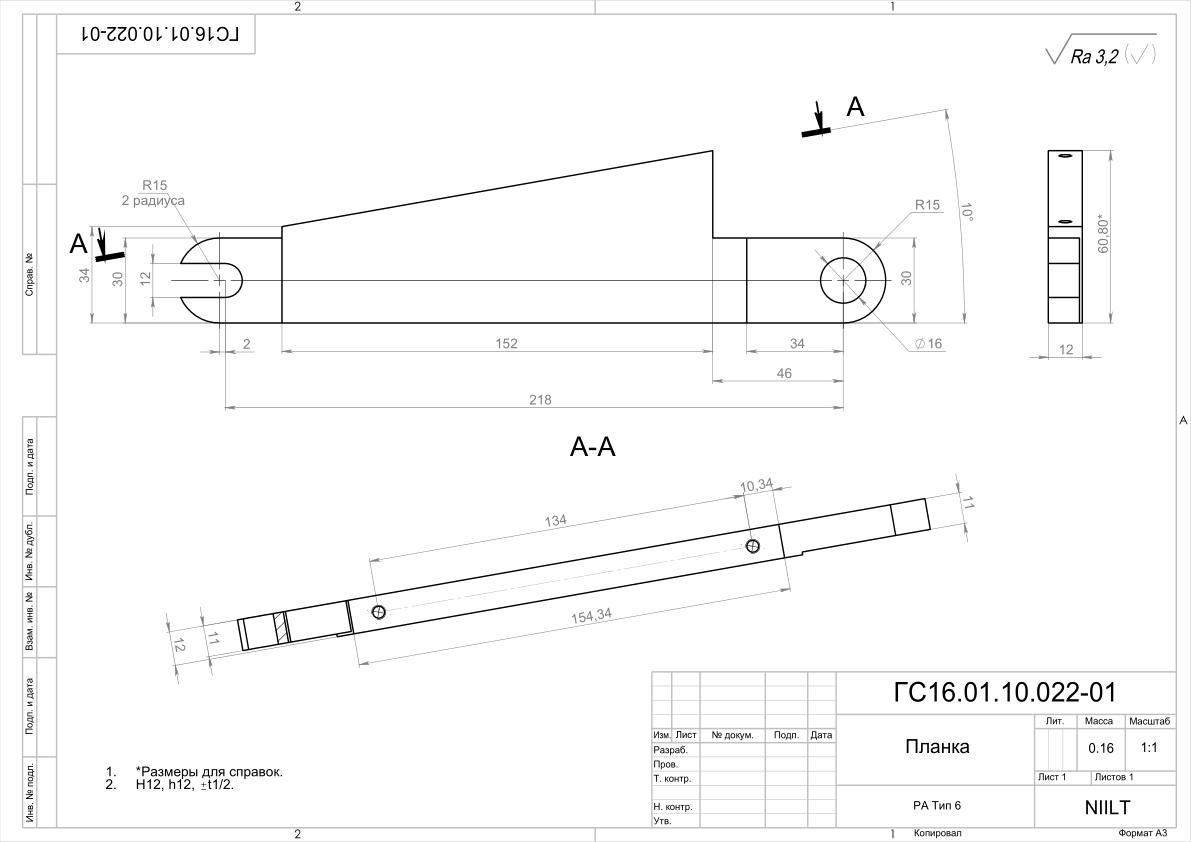 2
1
ГС16.01.10.022-01
Ra 3,2
Справ. №
A
A
R15
2 радиуса
R15
10°
34
30
12
30
60,80*
2
152
34
⌀16
12
46
218
A
A-A
134
10,34
11
154,34
12
11
Подп. и дата
Инв. № дубл.
Взам. инв. №
Подп. и дата
Инв. № подл.
1. *Размеры для справок.
2. H12, h12, ±t1/2.
ГС16.01.10.022-01
Лит. Масса Масштаб
Изм. Лист № докум. Подп. Дата
Разраб.
Пров.
Т. контр.
Н. контр.
Утв.
Планка
0.16
1:1
Лист 1
Листов 1
РА Тип 6
NIILT
2
1
Копировал
Формат А3